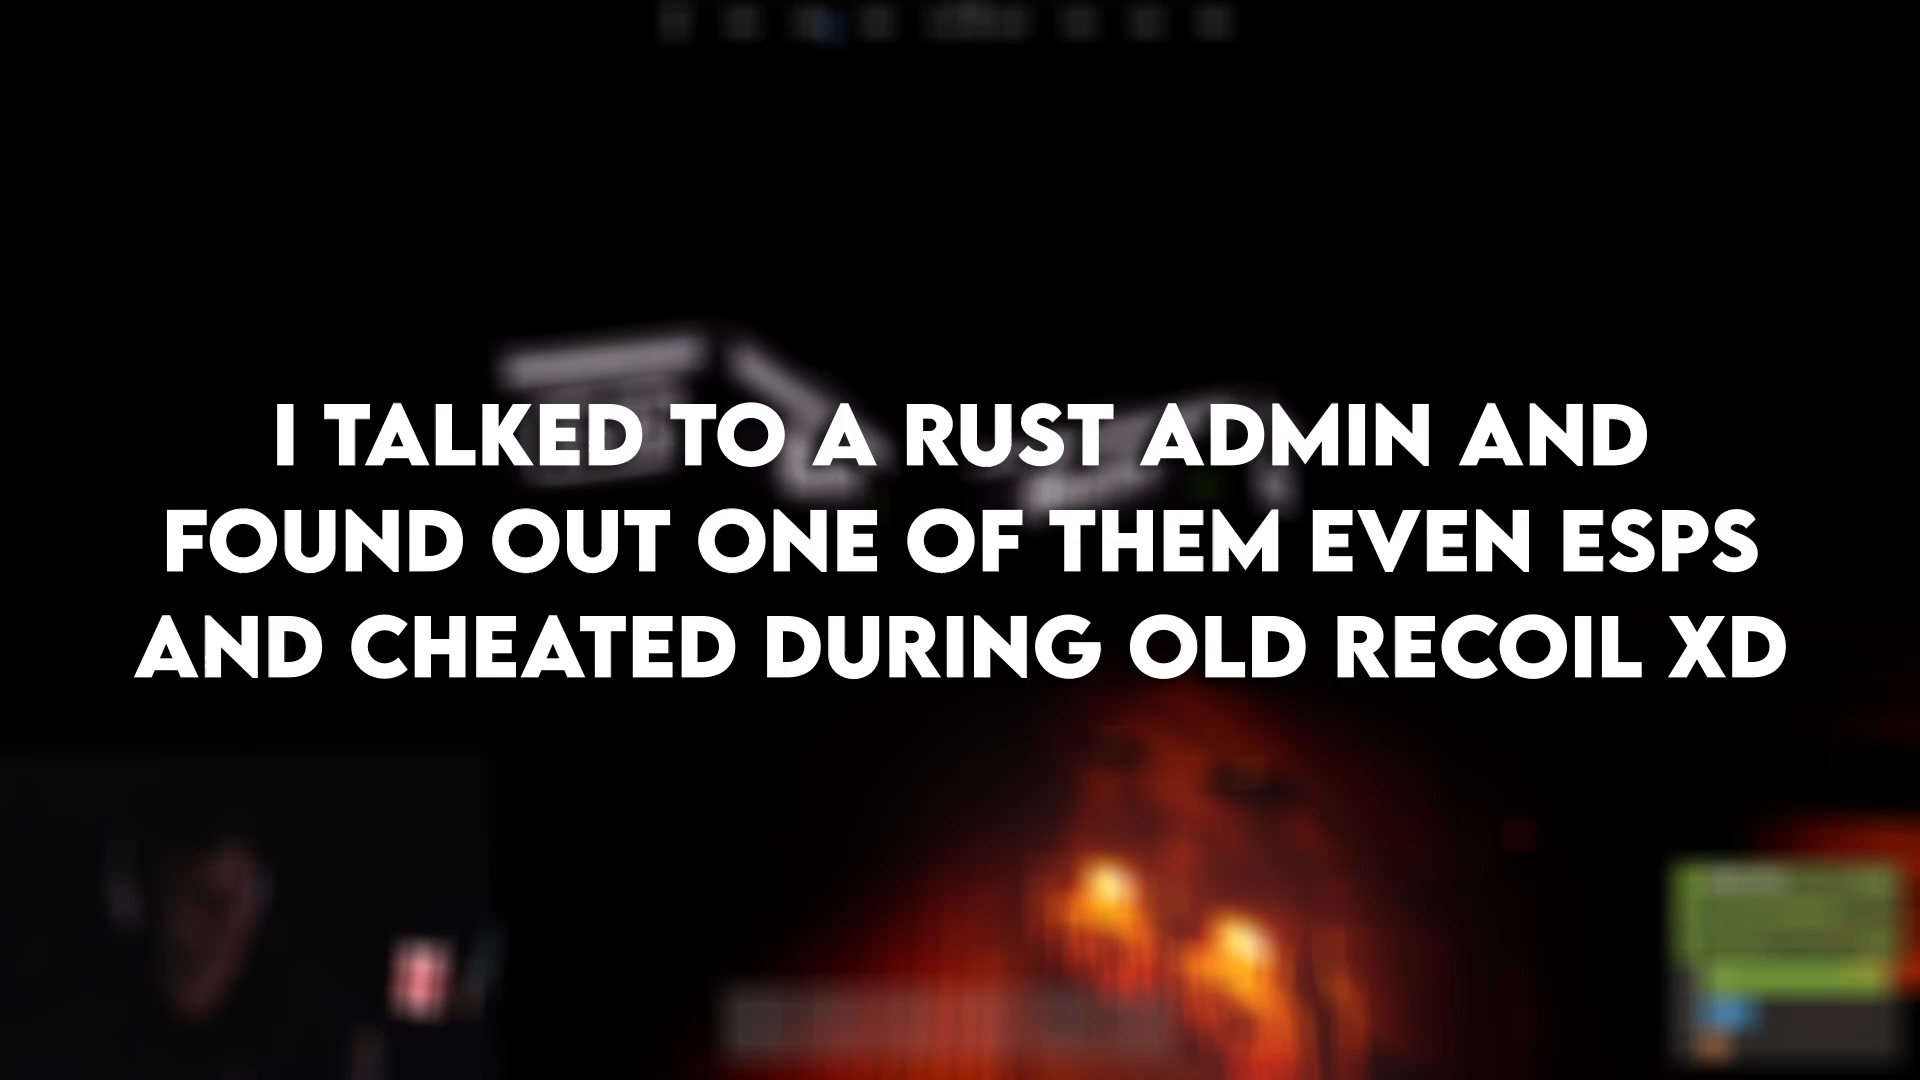 I TALKED TO A RUST ADMIN AND
FOUND OUT ONE OF THEM EVEN ESPS
AND CHEATED DURING OLD RECOIL XD